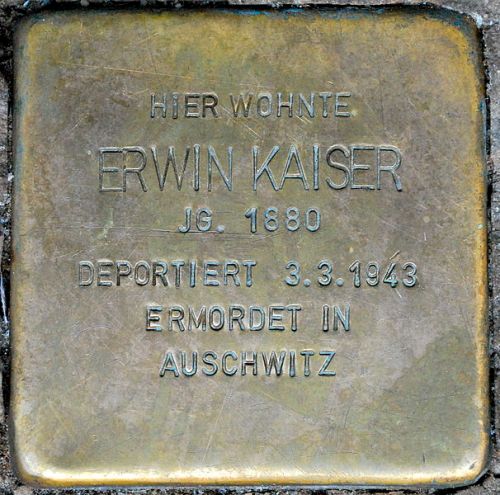 HIER WOHNTE
ERWIN KAISER
JG. 1880
DEPORTIERT 3.3.1943
ERMORDET IN
AUSCHWITZ